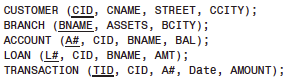 CUSTOMER (CID, CNAME, STREET, CCITY);
BRANCH (BNAME, ASSETS, BCITY);
ACCOUNT (A#, CID, BNAME, BAL);
LOAN (L#, CID, BNAME, AMT);
TRANSACTION (TID, CID, A#, Date, AMOUNT);